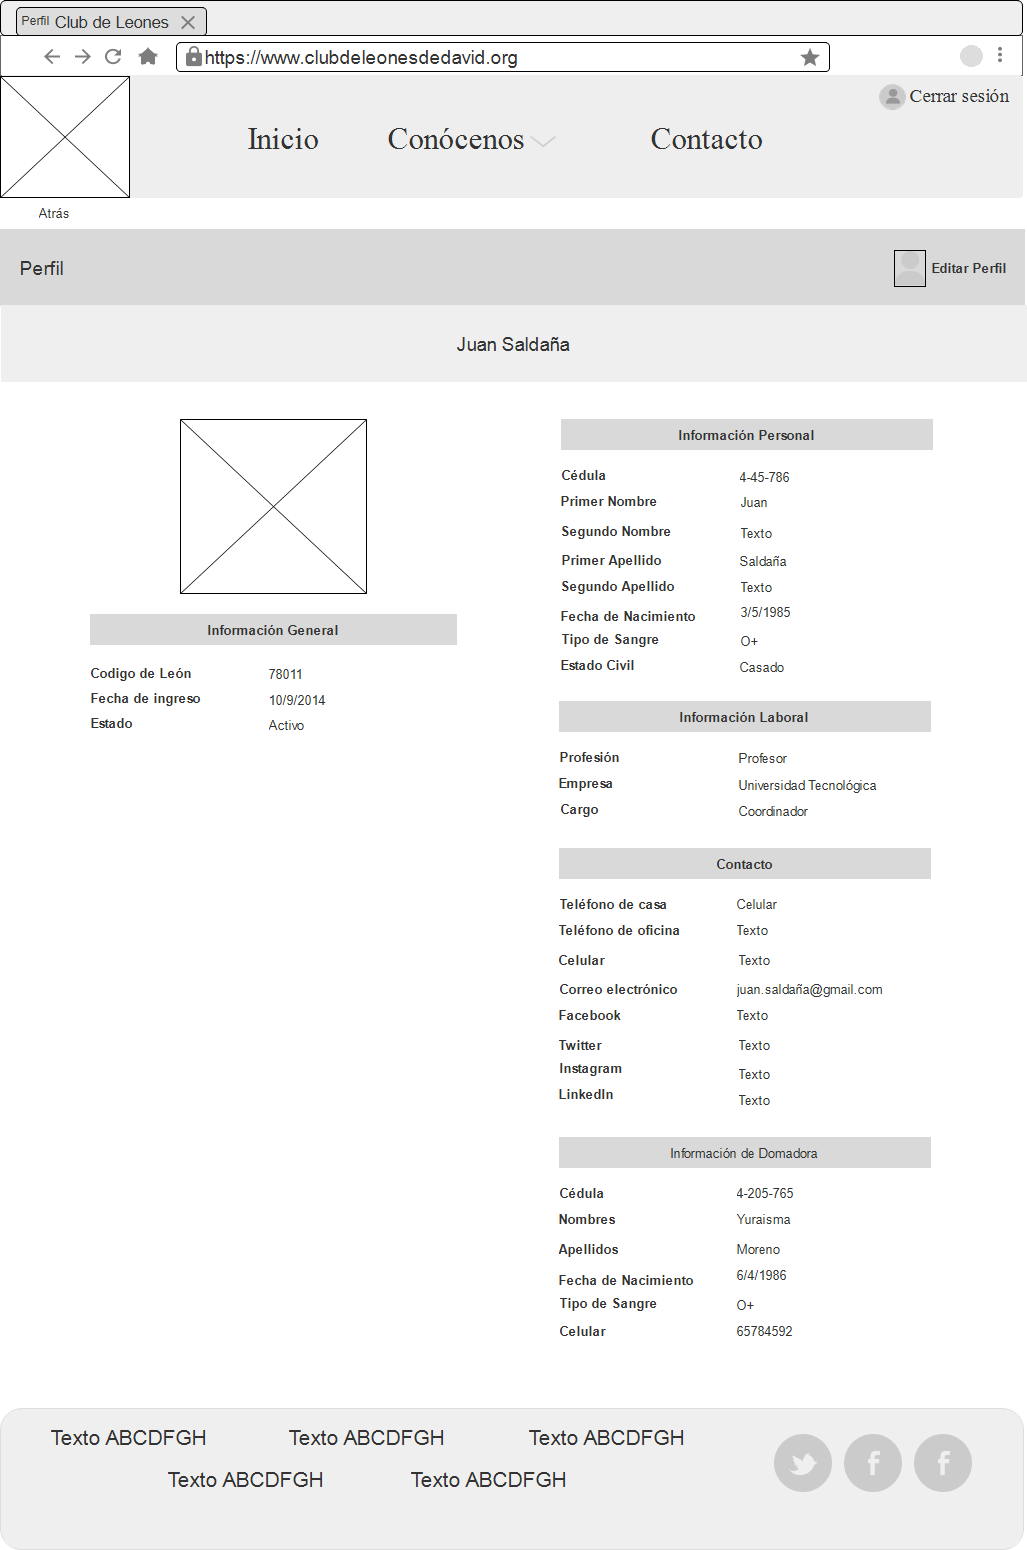 Perfil Club de Leones
https://www.clubdeleonesdedavid.org
Cerrar sesión
Inicio Conócenos Contacto
Atrás
Perfil
Editar Perfil
Juan Saldaña
Información General
Codigo de León 78011
Fecha de ingreso 10/9/2014
Estado Activo
Información Personal
Cédula 4-45-786
Primer Nombre Juan
Segundo Nombre Texto
Primer Apellido Saldaña
Segundo Apellido Texto
Fecha de Nacimiento 3/5/1985
Tipo de Sangre O+
Estado Civil Casado
Información Laboral
Profesión Profesor
Empresa Universidad Tecnológica
Cargo Coordinador
Contacto
Teléfono de casa Celular
Teléfono de oficina Texto
Celular Texto
Correo electrónico juan.saldaña@gmail.com
Facebook Texto
Twitter Texto
Instagram Texto
LinkedIn Texto
Información de Domadora
Cédula 4-205-765
Nombres Yuraisma
Apellidos Moreno
Fecha de Nacimiento 6/4/1986
Tipo de Sangre O+
Celular 65784592
Texto ABCDFGH Texto ABCDFGH Texto ABCDFGH
Texto ABCDFGH Texto ABCDFGH